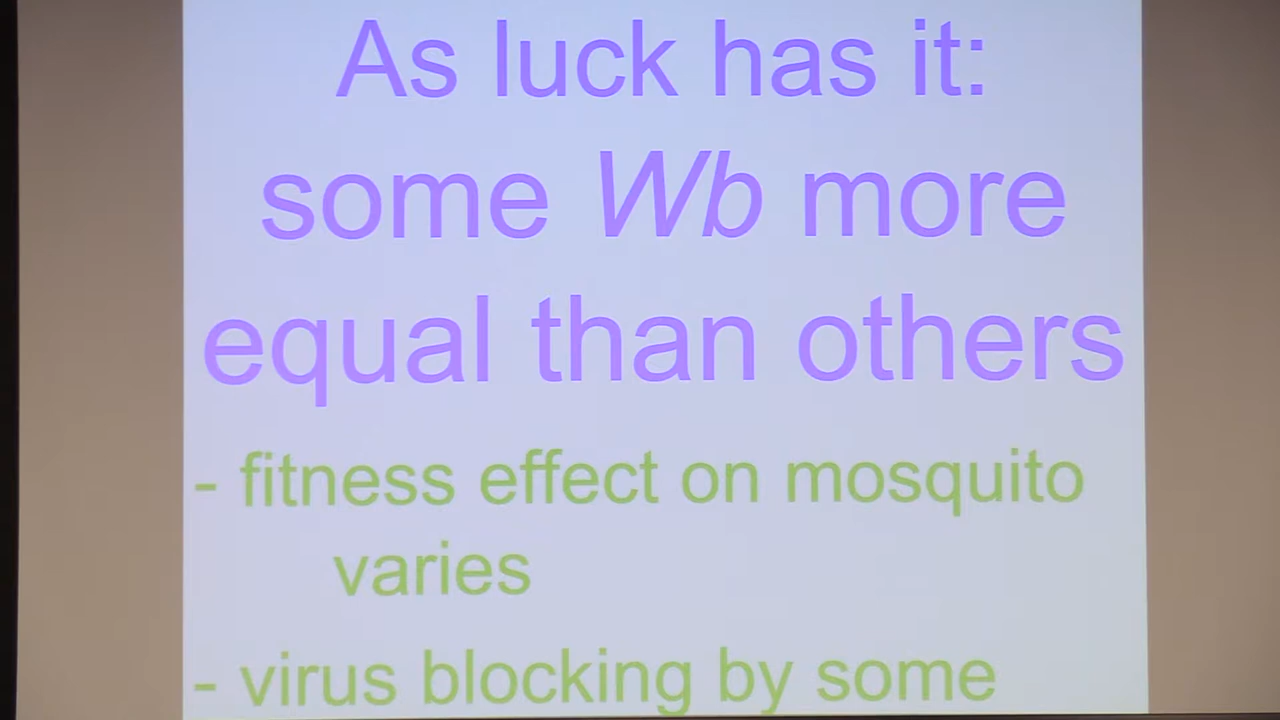 As luck has it:
some Wb more
equal than others
- fitness effect on mosquito
varies
- virus blocking by some